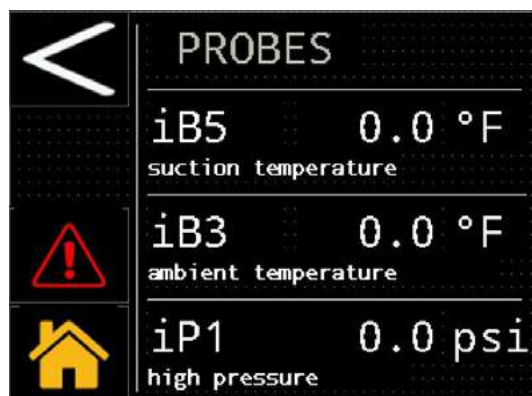 PROBES
iB5 0.0 °F
suction temperature
iB3 0.0 °F
ambient temperature
iP1 0.0 psi
high pressure